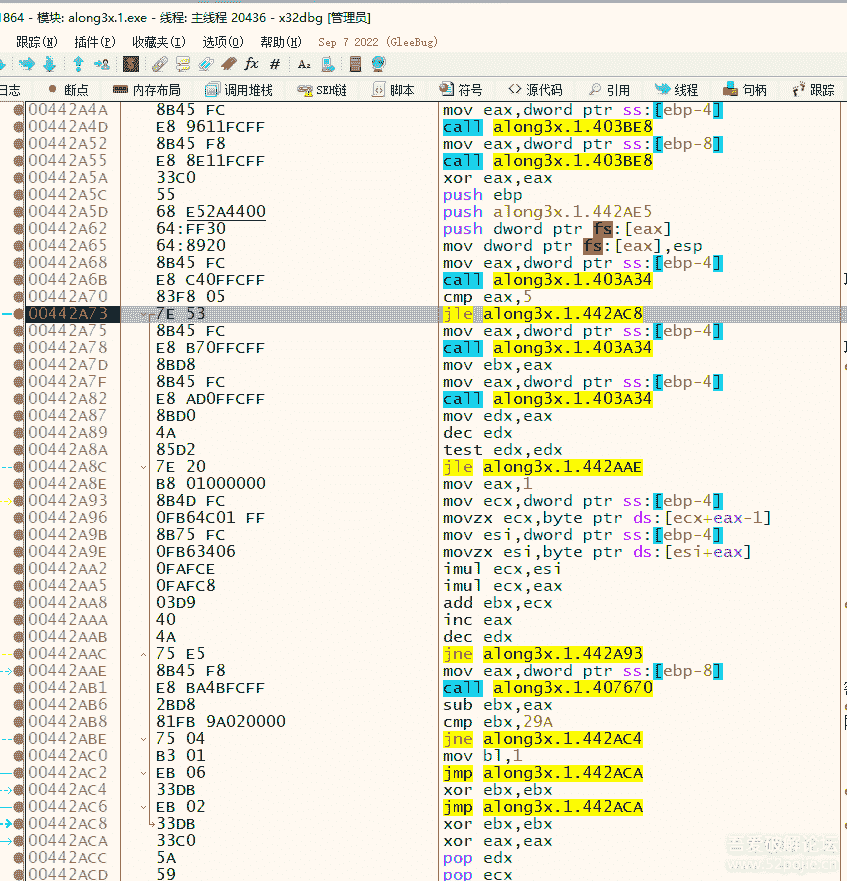 1864 - 模块: along3x.1.exe - 线程: 主线程 20436 - x32dbg [管理员]
跟踪(N) 插件(P) 收藏夹(I) 选项(O) 帮助(H) Sep 7 2022 (GleeBug)
fx # A2
日志 断点 内存布局 调用堆栈 SEH链 脚本 符号 源代码 引用 线程 句柄 跟踪
00442A4A 8B45 FC mov eax,dword ptr ss:[ebp-4]
00442A4D E8 9611FCFF call along3x.1.403BE8
00442A52 8B45 F8 mov eax,dword ptr ss:[ebp-8]
00442A55 E8 8E11FCFF call along3x.1.403BE8
00442A5A 33C0 xor eax,eax
00442A5C 55 push ebp
00442A5D 68 E52A4400 push along3x.1.442AE5
00442A62 64:FF30 push dword ptr fs:[eax]
00442A65 64:8920 mov dword ptr fs:[eax],esp
00442A68 8B45 FC mov eax,dword ptr ss:[ebp-4]
00442A6B E8 C40FFCFF call along3x.1.403A34
00442A70 83F8 05 cmp eax,5
00442A73 7E 53 jle along3x.1.442AC8
00442A75 8B45 FC mov eax,dword ptr ss:[ebp-4]
00442A78 E8 B70FFCFF call along3x.1.403A34
00442A7D 8BD8 mov ebx,eax
00442A7F 8B45 FC mov eax,dword ptr ss:[ebp-4]
00442A82 E8 AD0FFCFF call along3x.1.403A34
00442A87 8BD0 mov edx,eax
00442A89 4A dec edx
00442A8A 85D2 test edx,edx
00442A8C 7E 20 jle along3x.1.442AAE
00442A8E B8 01000000 mov eax,1
00442A93 8B4D FC mov ecx,dword ptr ss:[ebp-4]
00442A96 0FB64C01 FF movzx ecx,byte ptr ds:[ecx+eax-1]
00442A9B 8B75 FC mov esi,dword ptr ss:[ebp-4]
00442A9E 0FB63406 movzx esi,byte ptr ds:[esi+eax]
00442AA2 0FAFCE imul ecx,esi
00442AA5 0FAFC8 imul ecx,eax
00442AA8 03D9 add ebx,ecx
00442AAA 40 inc eax
00442AAB 4A dec edx
00442AAC 75 E5 jne along3x.1.442A93
00442AAE 8B45 F8 mov eax,dword ptr ss:[ebp-8]
00442AB1 E8 BA4BFCFF call along3x.1.407670
00442AB6 2BD8 sub ebx,eax
00442AB8 81FB 9A020000 cmp ebx,29A
00442ABE 75 04 jne along3x.1.442AC4
00442AC0 B3 01 mov bl,1
00442AC2 EB 06 jmp along3x.1.442ACA
00442AC4 33DB xor ebx,ebx
00442AC6 EB 02 jmp along3x.1.442ACA
00442AC8 33DB xor ebx,ebx
00442ACA 33C0 xor eax,eax
00442ACC 5A pop edx
00442ACD 59 pop ecx
吾爱破解论坛
www.52pojie.cn